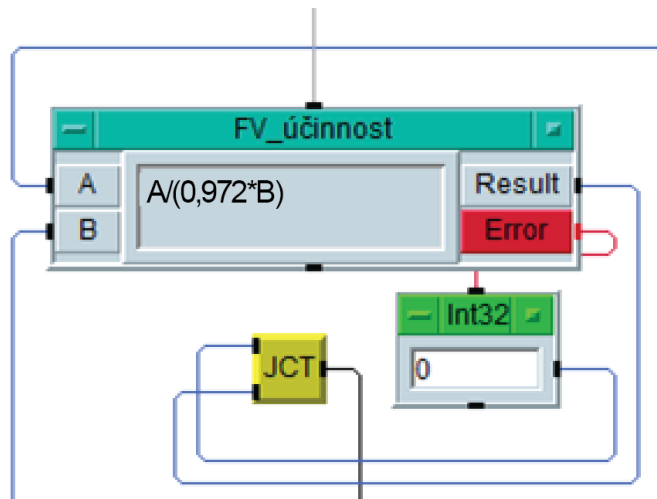 FV_účinnost
A
A/(0,972*B)
Result
B
Error
Int32
JCT
0